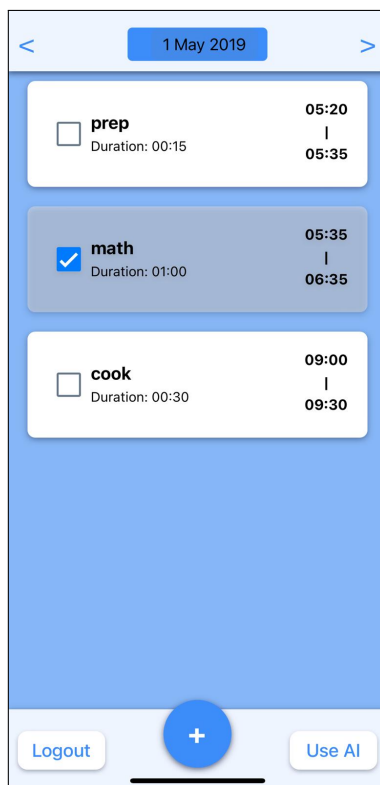 < 1 May 2019 >
prep
Duration: 00:15
05:20
|
05:35
math
Duration: 01:00
05:35
|
06:35
cook
Duration: 00:30
09:00
|
09:30
Logout
+
Use AI